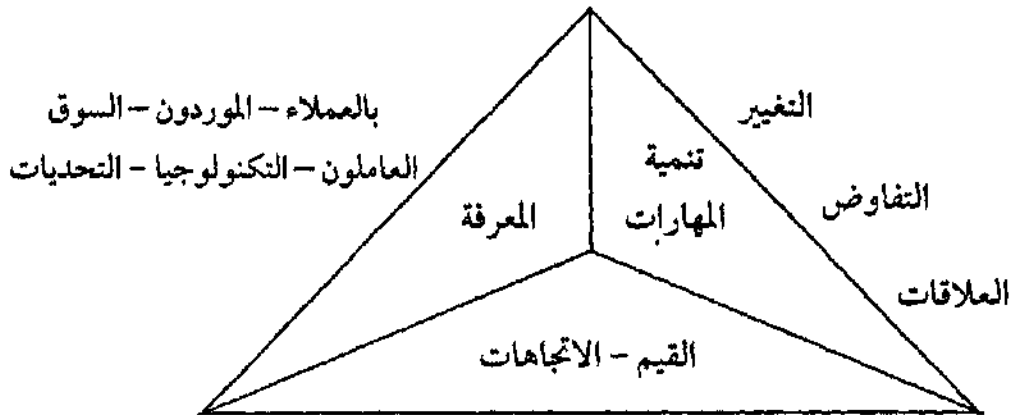 بالعملاء – الموردون – السوق
العاملون – التكنولوجيا – التحديات
التغيير
التفاوض
العلاقات
تنمية
المهارات
المعرفة
القيم – الاتجاهات